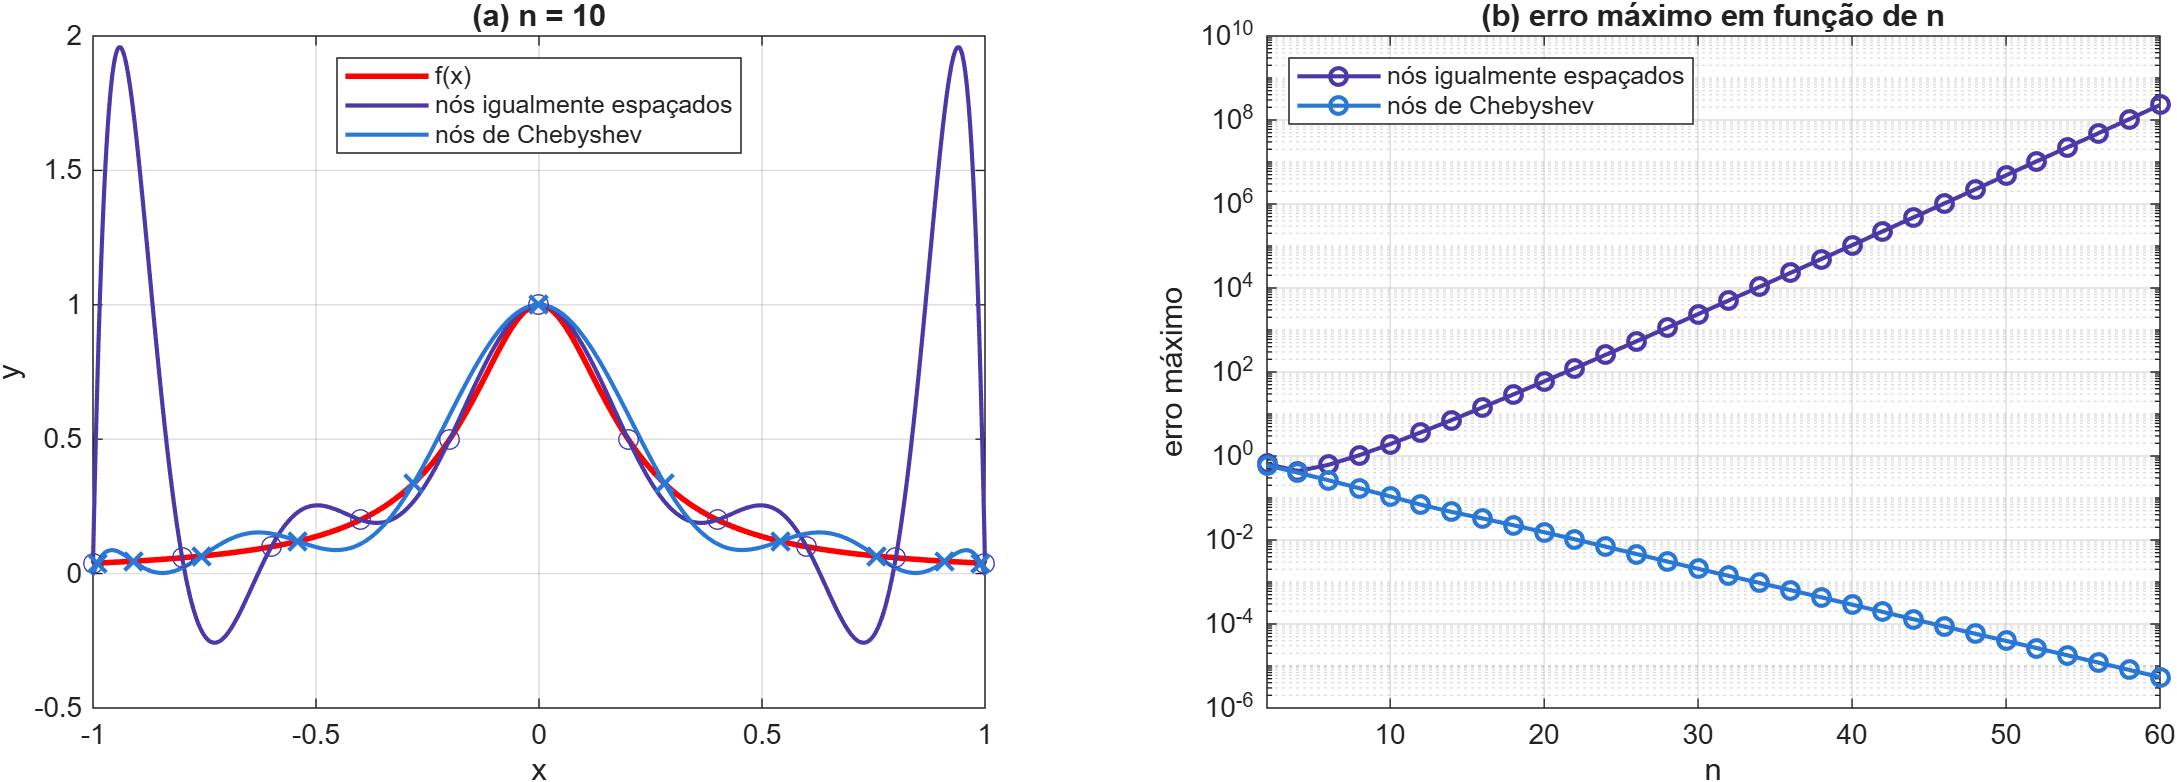 (a) n = 10
2
1.5
1
0.5
0
-0.5
y
f(x)
nós igualmente espaçados
nós de Chebyshev
-1
-0.5
0
0.5
1
x
(b) erro máximo em função de n
10^10
10^8
10^6
10^4
10^2
10^0
10^-2
10^-4
10^-6
erro máximo
nós igualmente espaçados
nós de Chebyshev
10
20
30
40
50
60
n